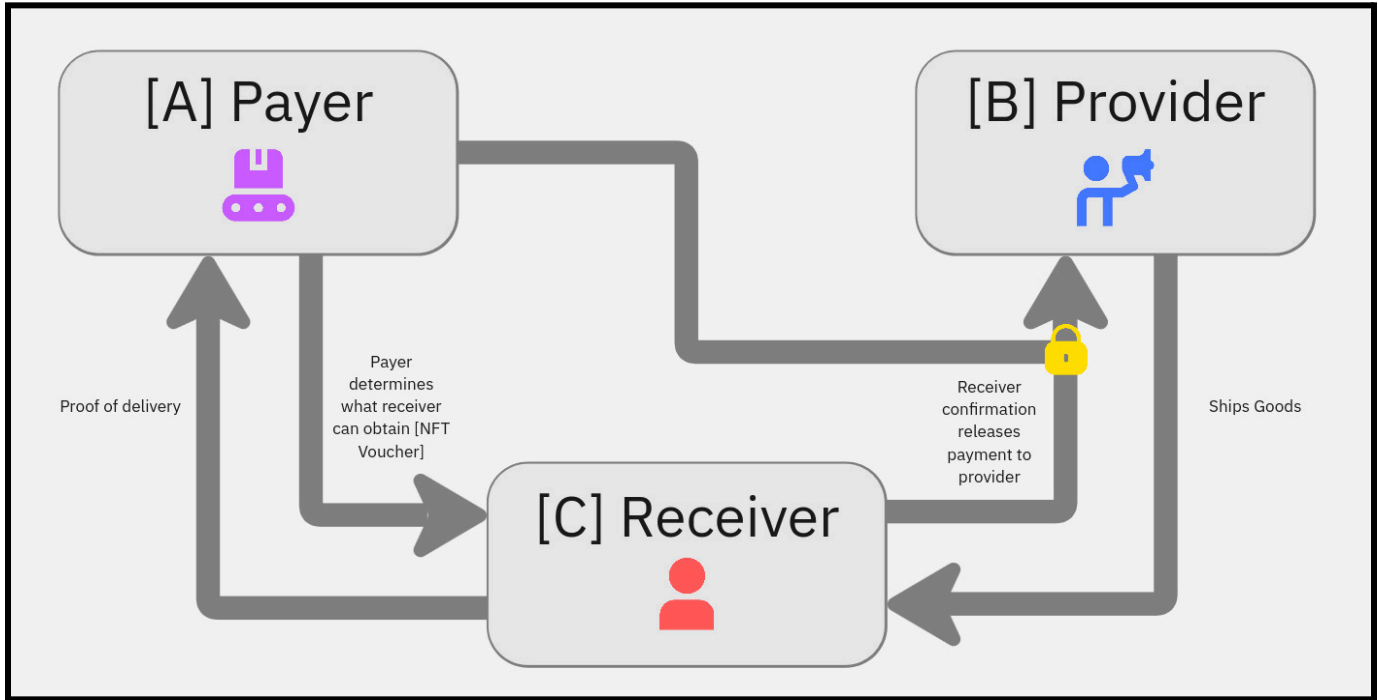 [A] Payer
[B] Provider
Payer
determines
what receiver
can obtain [NFT
Voucher]
Proof of delivery
Receiver
confirmation
releases
payment to
provider
Ships Goods
[C] Receiver